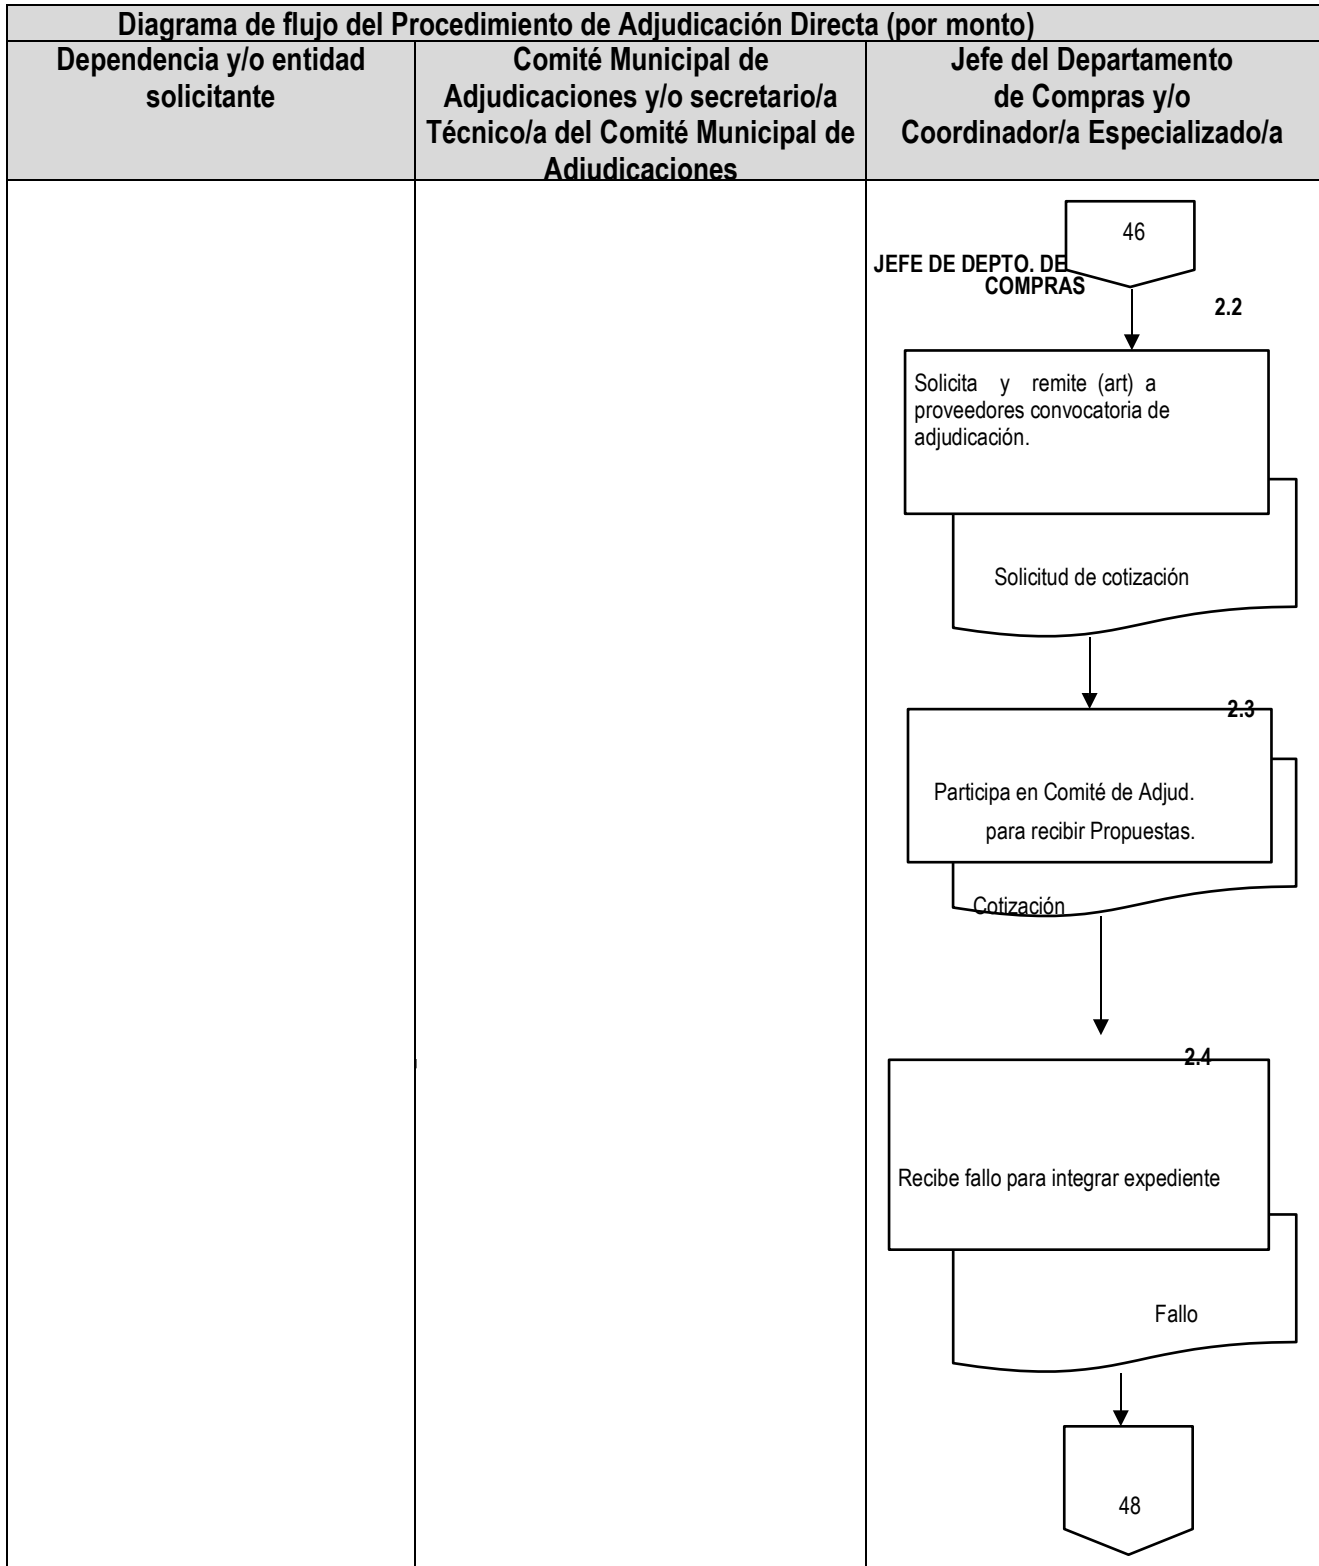 Diagrama de flujo del Procedimiento de Adjudicación Directa (por monto)
Dependencia y/o entidad
solicitante
Comité Municipal de
Adjudicaciones y/o secretario/a
Técnico/a del Comité Municipal de
Adjudicaciones
Jefe del Departamento
de Compras y/o
Coordinador/a Especializado/a
46
JEFE DE DEPTO. DE
COMPRAS
2.2
Solicita y remite (art) a
proveedores convocatoria de
adjudicación.
Solicitud de cotización
2.3
Participa en Comité de Adjud.
para recibir Propuestas.
Cotización
2.4
Recibe fallo para integrar expediente
Fallo
48